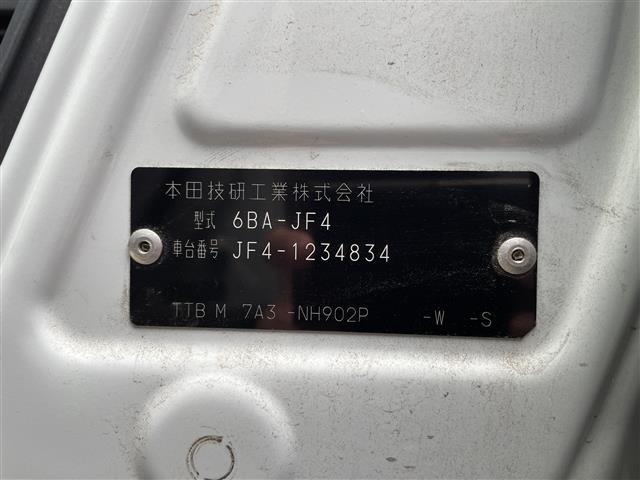 本田技研工業株式会社
型式 6BA-JF4
車台番号 JF4-1234834
TTB M 7A3 -NH902P -W -S